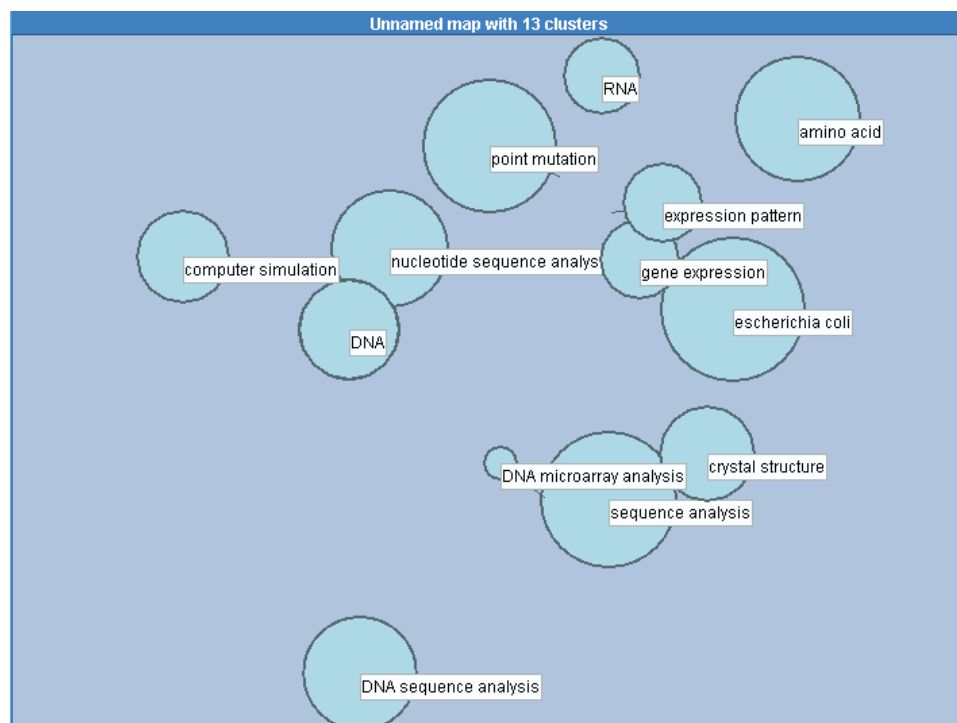 Unnamed map with 13 clusters
RNA
amino acid
point mutation
expression pattern
nucleotide sequence analys
computer simulation
gene expression
escherichia coli
DNA
crystal structure
DNA microarray analysis
sequence analysis
DNA sequence analysis